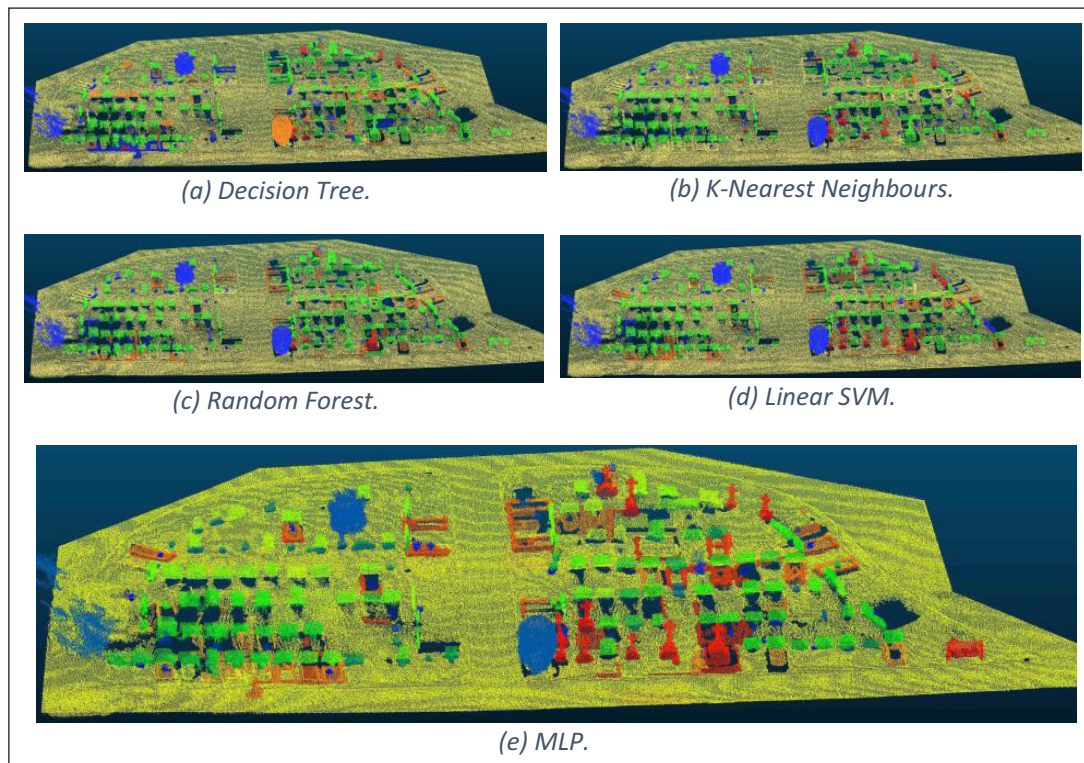 (a) Decision Tree.
(b) K-Nearest Neighbours.
(c) Random Forest.
(d) Linear SVM.
(e) MLP.